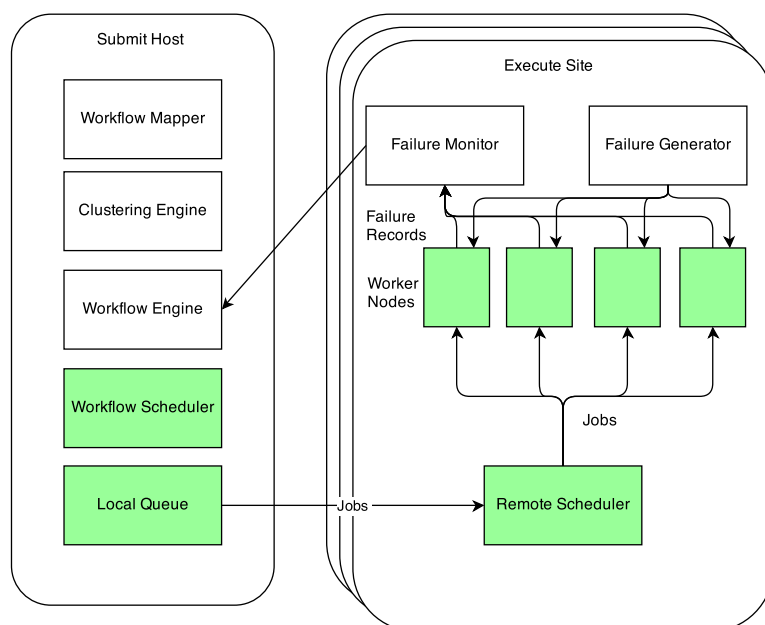 Submit Host
Workflow Mapper
Clustering Engine
Workflow Engine
Workflow Scheduler
Local Queue
Jobs
Execute Site
Failure Monitor
Failure Generator
Failure
Records
Worker
Nodes
Jobs
Remote Scheduler